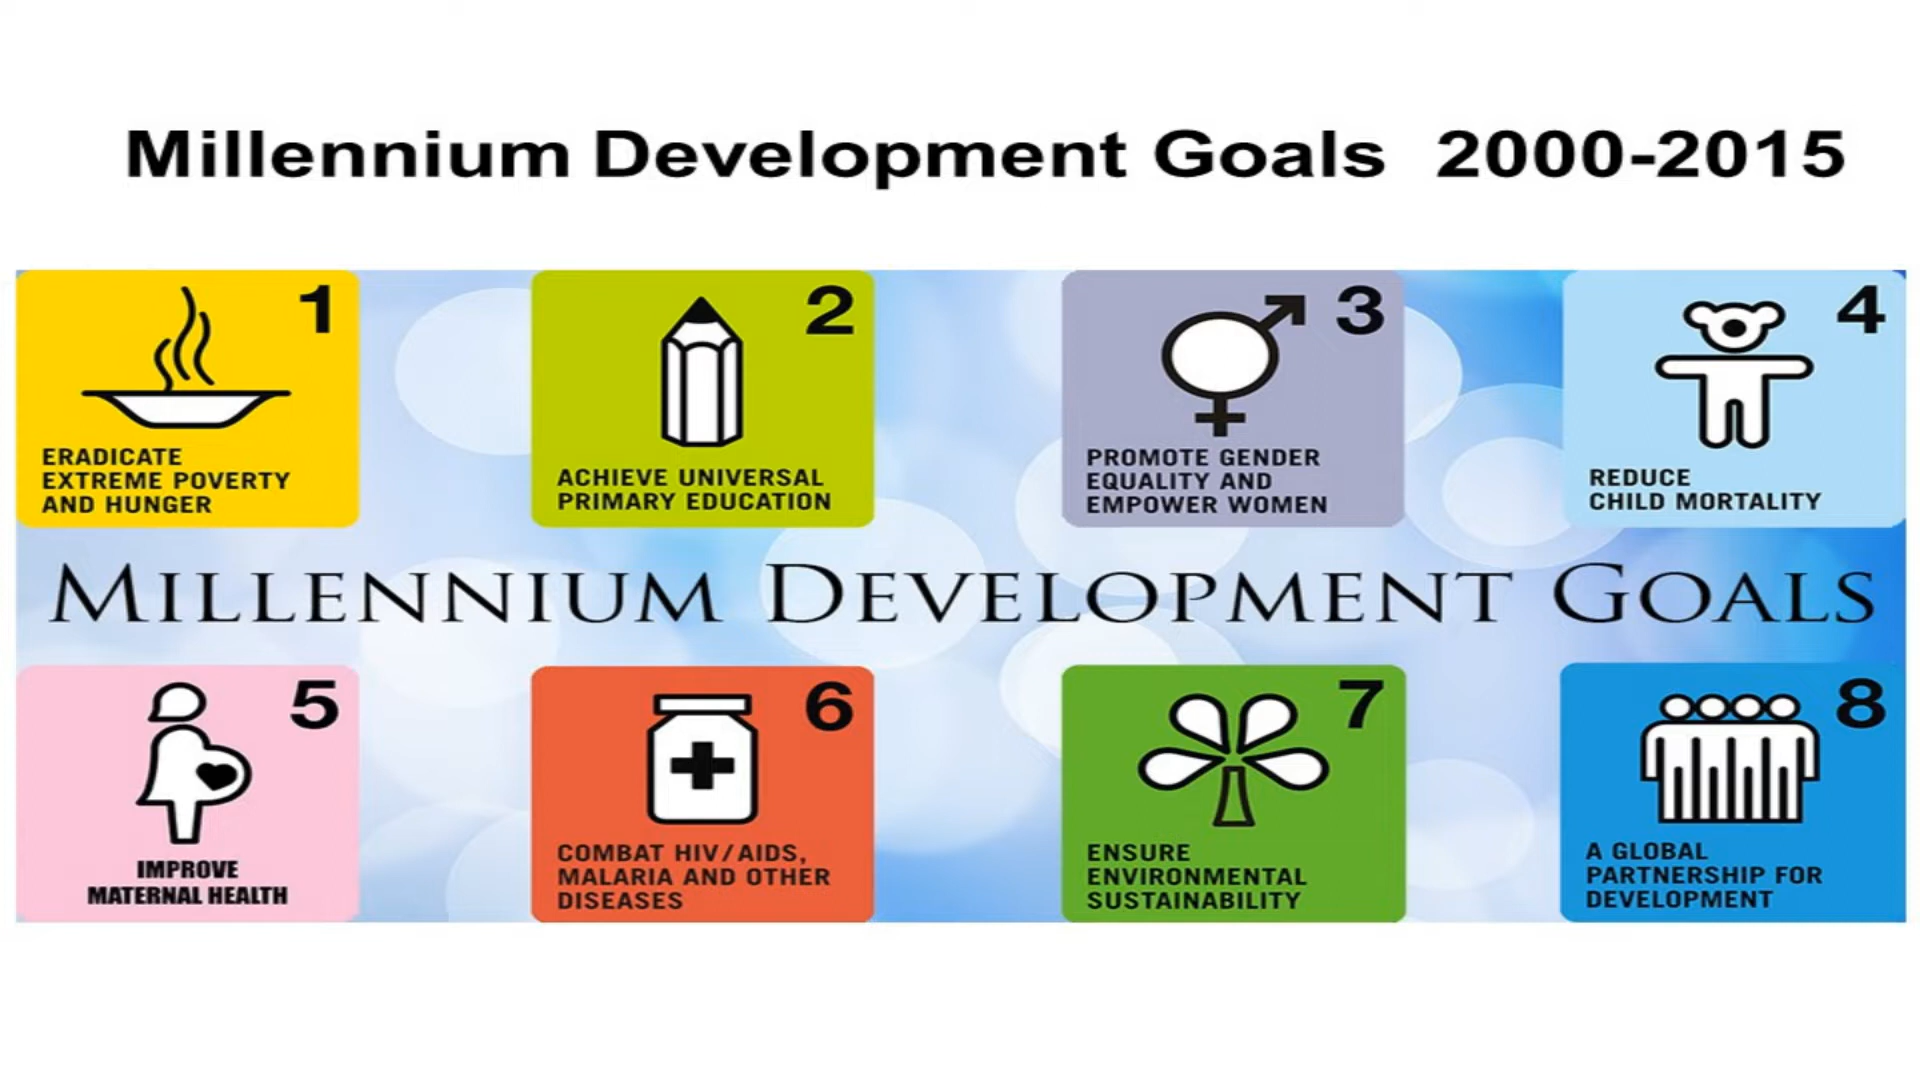 Millennium Development Goals 2000-2015
1
ERADICATE
EXTREME POVERTY
AND HUNGER
2
ACHIEVE UNIVERSAL
PRIMARY EDUCATION
3
PROMOTE GENDER
EQUALITY AND
EMPOWER WOMEN
4
REDUCE
CHILD MORTALITY
MILLENNIUM DEVELOPMENT GOALS
5
IMPROVE
MATERNAL HEALTH
6
COMBAT HIV/AIDS,
MALARIA AND OTHER
DISEASES
7
ENSURE
ENVIRONMENTAL
SUSTAINABILITY
8
A GLOBAL
PARTNERSHIP FOR
DEVELOPMENT